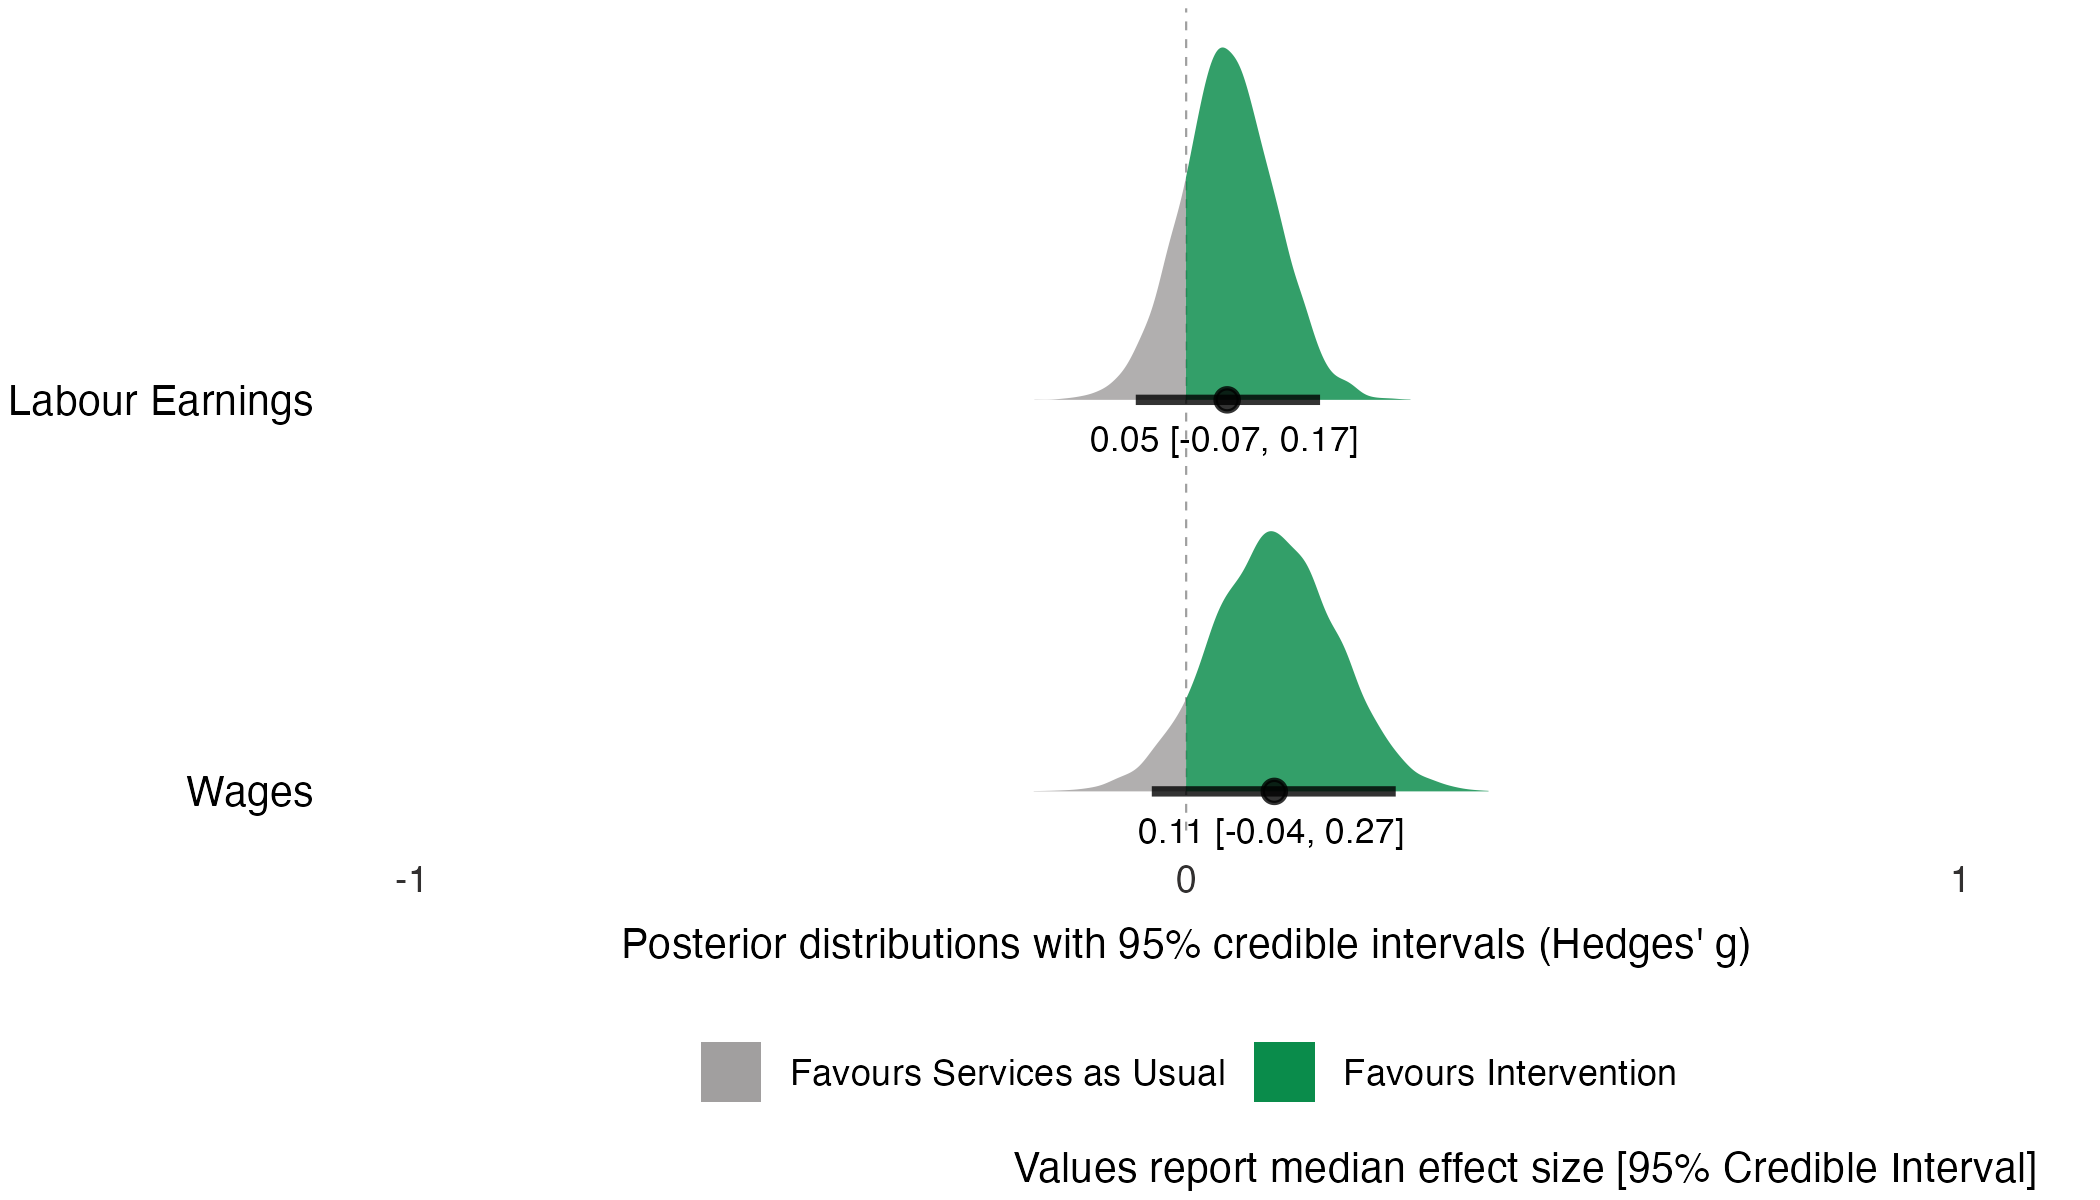 Labour Earnings
0.05 [-0.07, 0.17]
Wages
0.11 [-0.04, 0.27]
-1 0 1
Posterior distributions with 95% credible intervals (Hedges' g)
Favours Services as Usual Favours Intervention
Values report median effect size [95% Credible Interval]